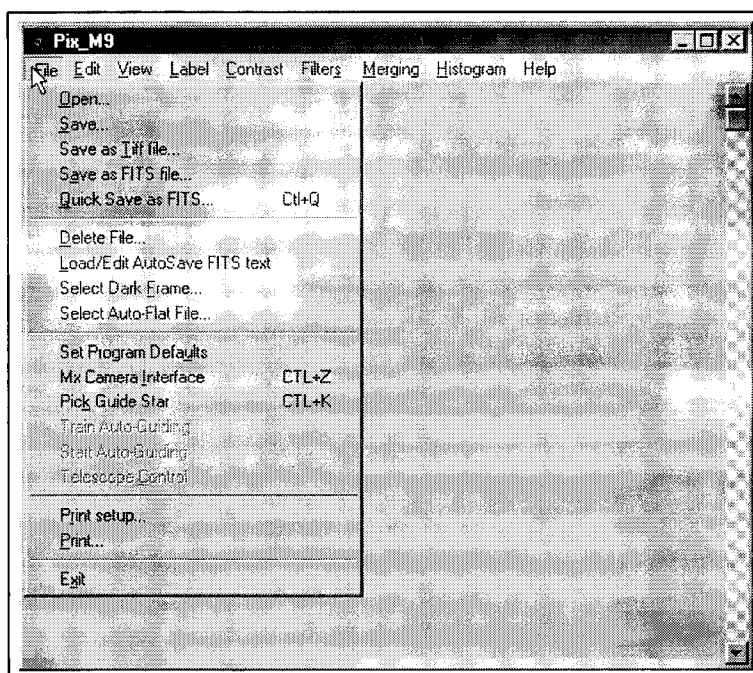 Pix_M9
File Edit View Label Contrast Filters Merging Histogram Help
Open...
Save...
Save as Tiff file...
Save as FITS file...
Quick Save as FITS... Ctl+Q
Delete File...
Load/Edit AutoSave FITS text
Select Dark Frame...
Select Auto-Flat File...
Set Program Defaults
Mx Camera Interface CTL+Z
Pick Guide Star CTL+K
Train Auto-Guiding
Start Auto-Guiding
Telescope Control
Print setup...
Print...
Exit